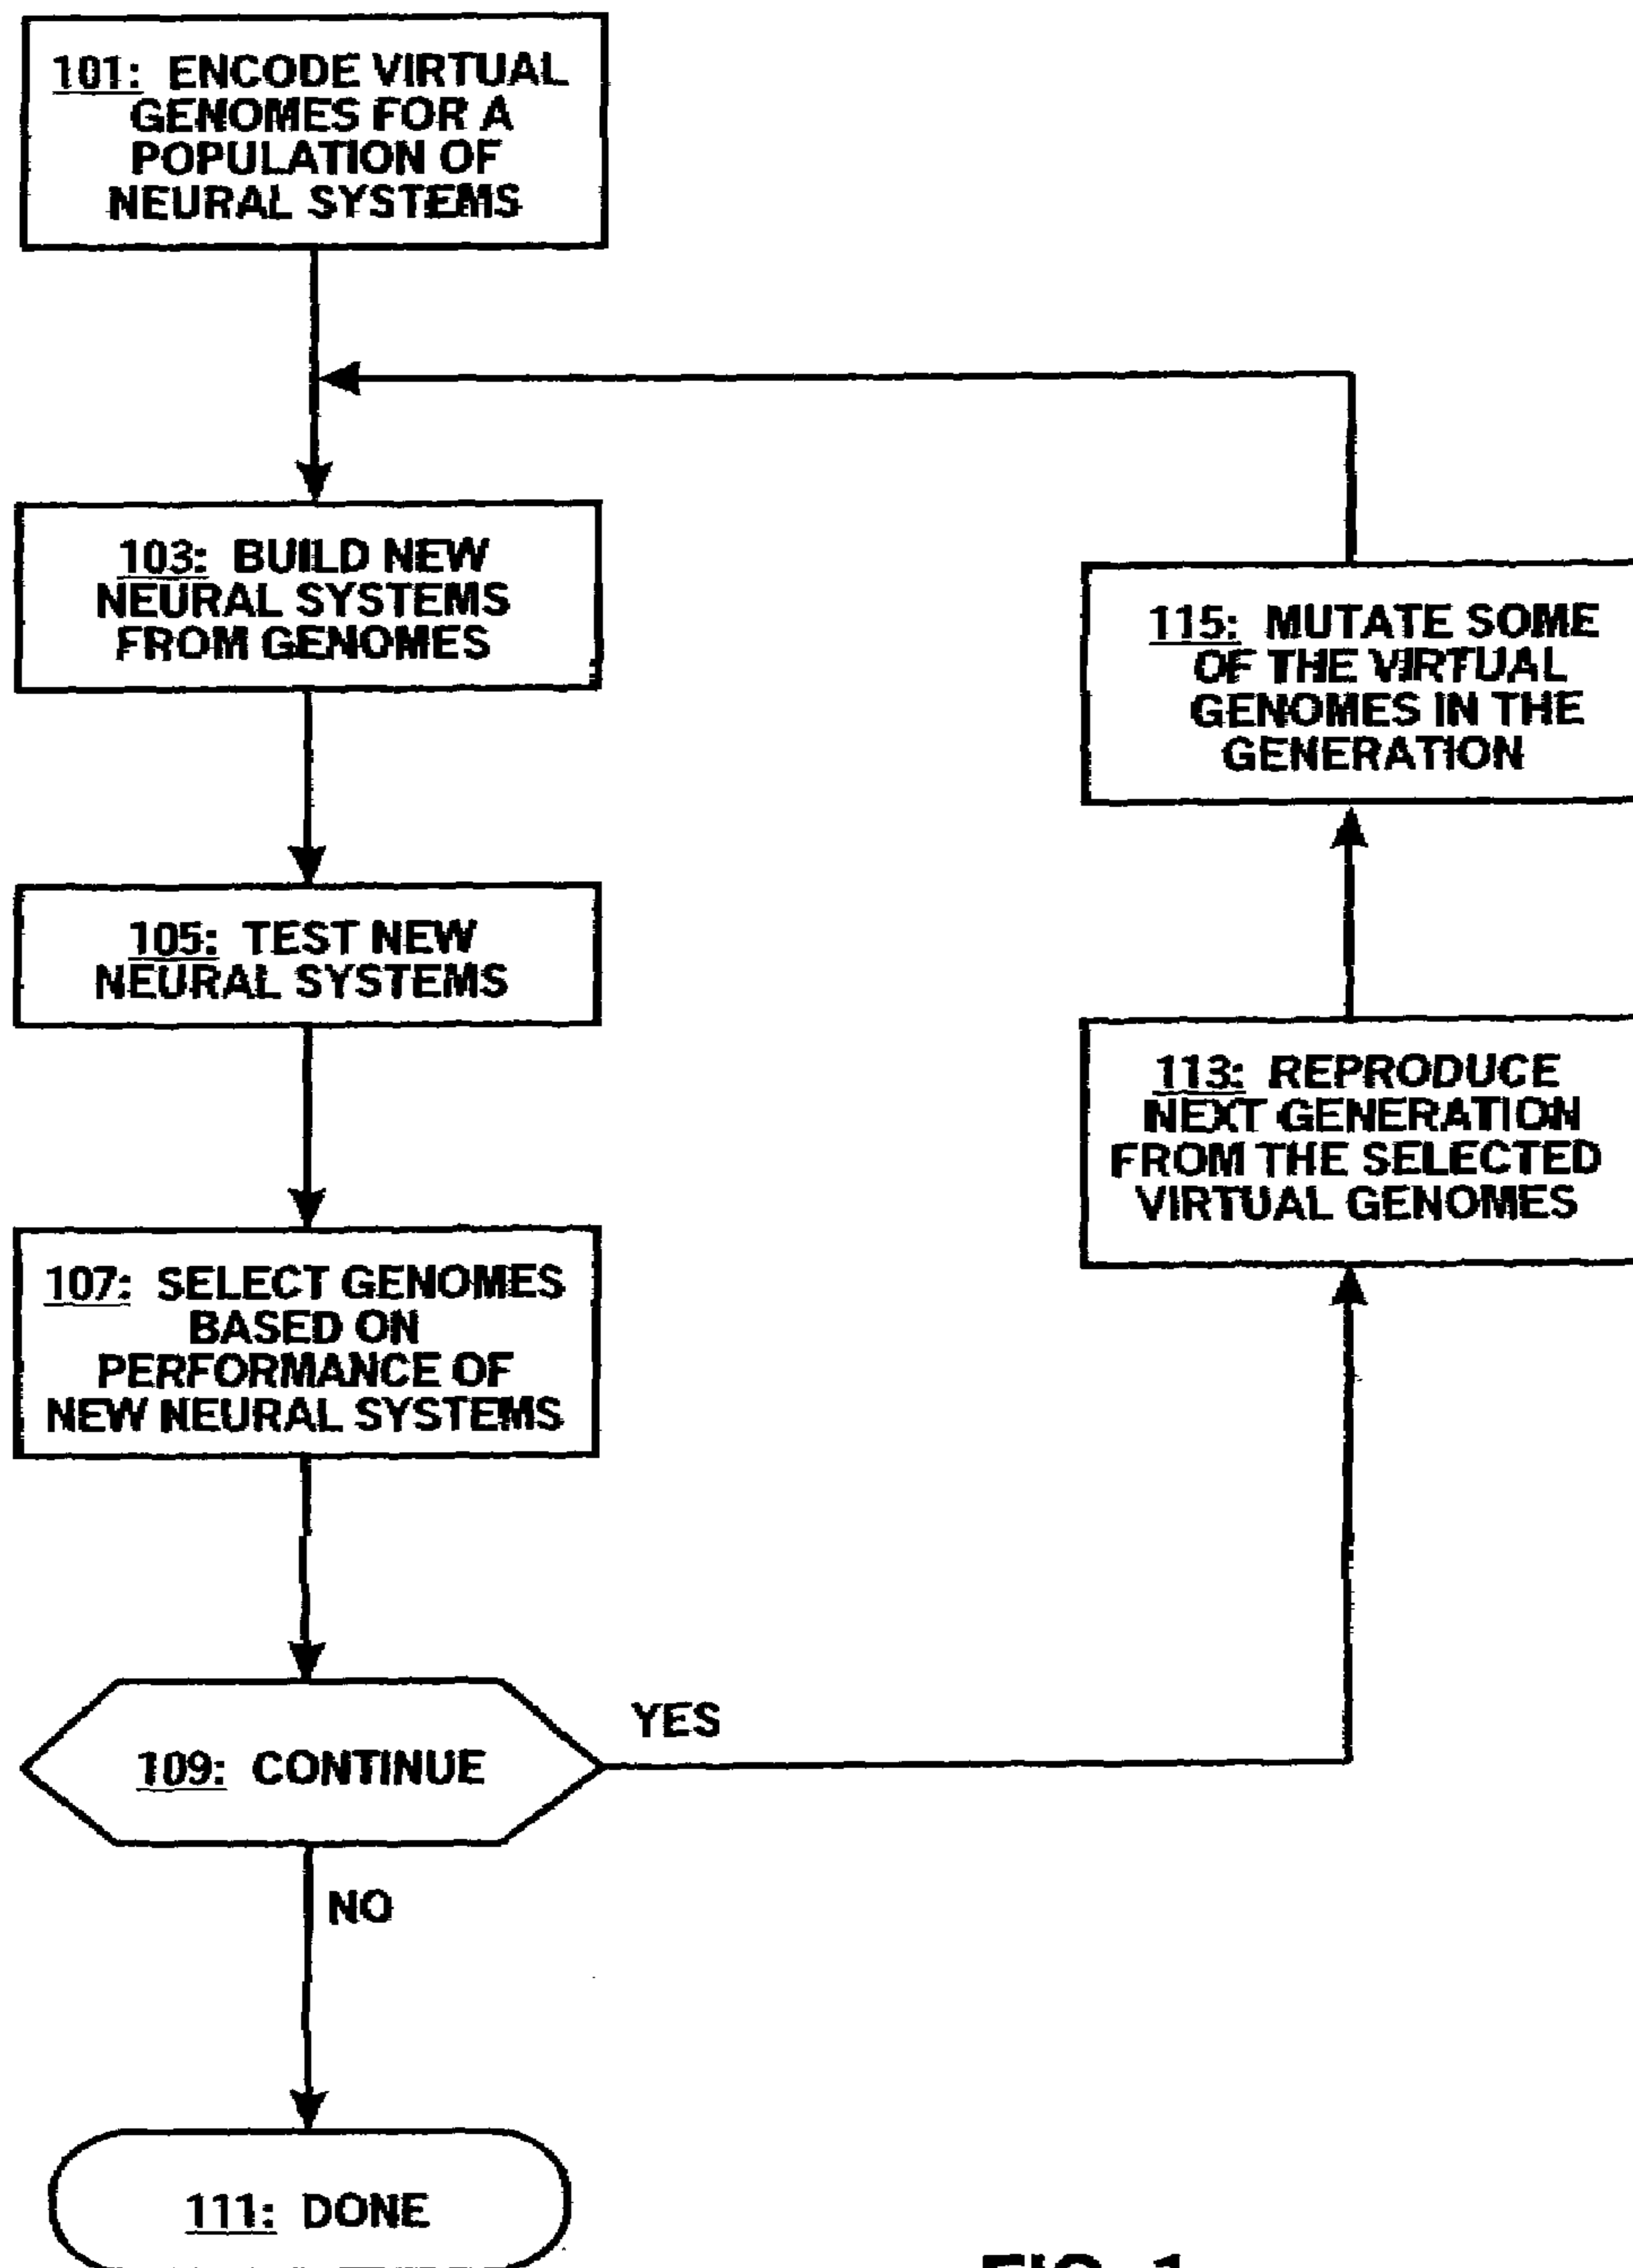 101: ENCODE VIRTUAL
GENOMES FOR A
POPULATION OF
NEURAL SYSTEMS
103: BUILD NEW
NEURAL SYSTEMS
FROM GENOMES
105: TEST NEW
NEURAL SYSTEMS
107: SELECT GENOMES
BASED ON
PERFORMANCE OF
NEW NEURAL SYSTEMS
109: CONTINUE
YES
NO
111: DONE
113: REPRODUCE
NEXT GENERATION
FROM THE SELECTED
VIRTUAL GENOMES
115: MUTATE SOME
OF THE VIRTUAL
GENOMES IN THE
GENERATION
FIG. 1